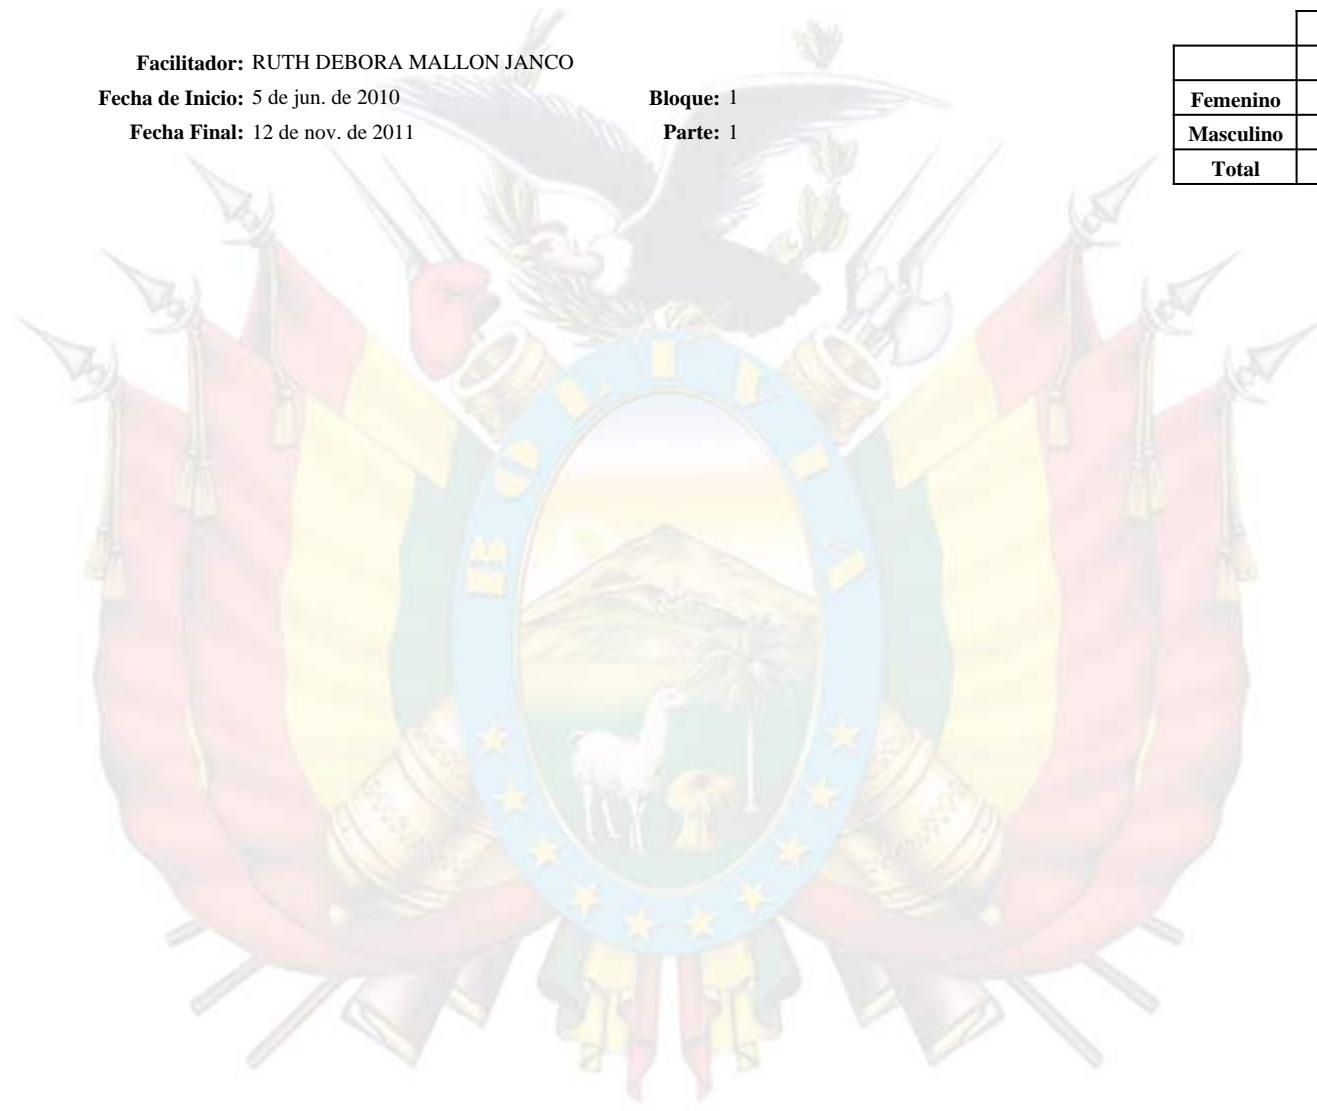 Facilitador: RUTH DEBORA MALLON JANCO
Fecha de Inicio: 5 de jun. de 2010 Bloque: 1
Fecha Final: 12 de nov. de 2011 Parte: 1
Femenino
Masculino
Total
BOLIVIA